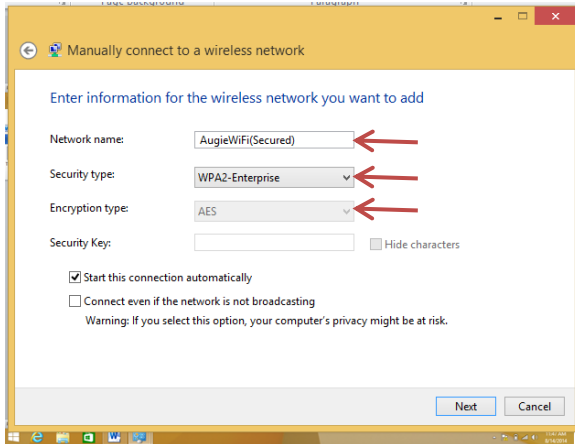 Page Background
Paragraph
Manually connect to a wireless network
Enter information for the wireless network you want to add
Network name: AugieWiFi(Secured)
Security type: WPA2-Enterprise
Encryption type: AES
Security Key: Hide characters
Start this connection automatically
Connect even if the network is not broadcasting
Warning: If you select this option, your computer's privacy might be at risk.
Next Cancel